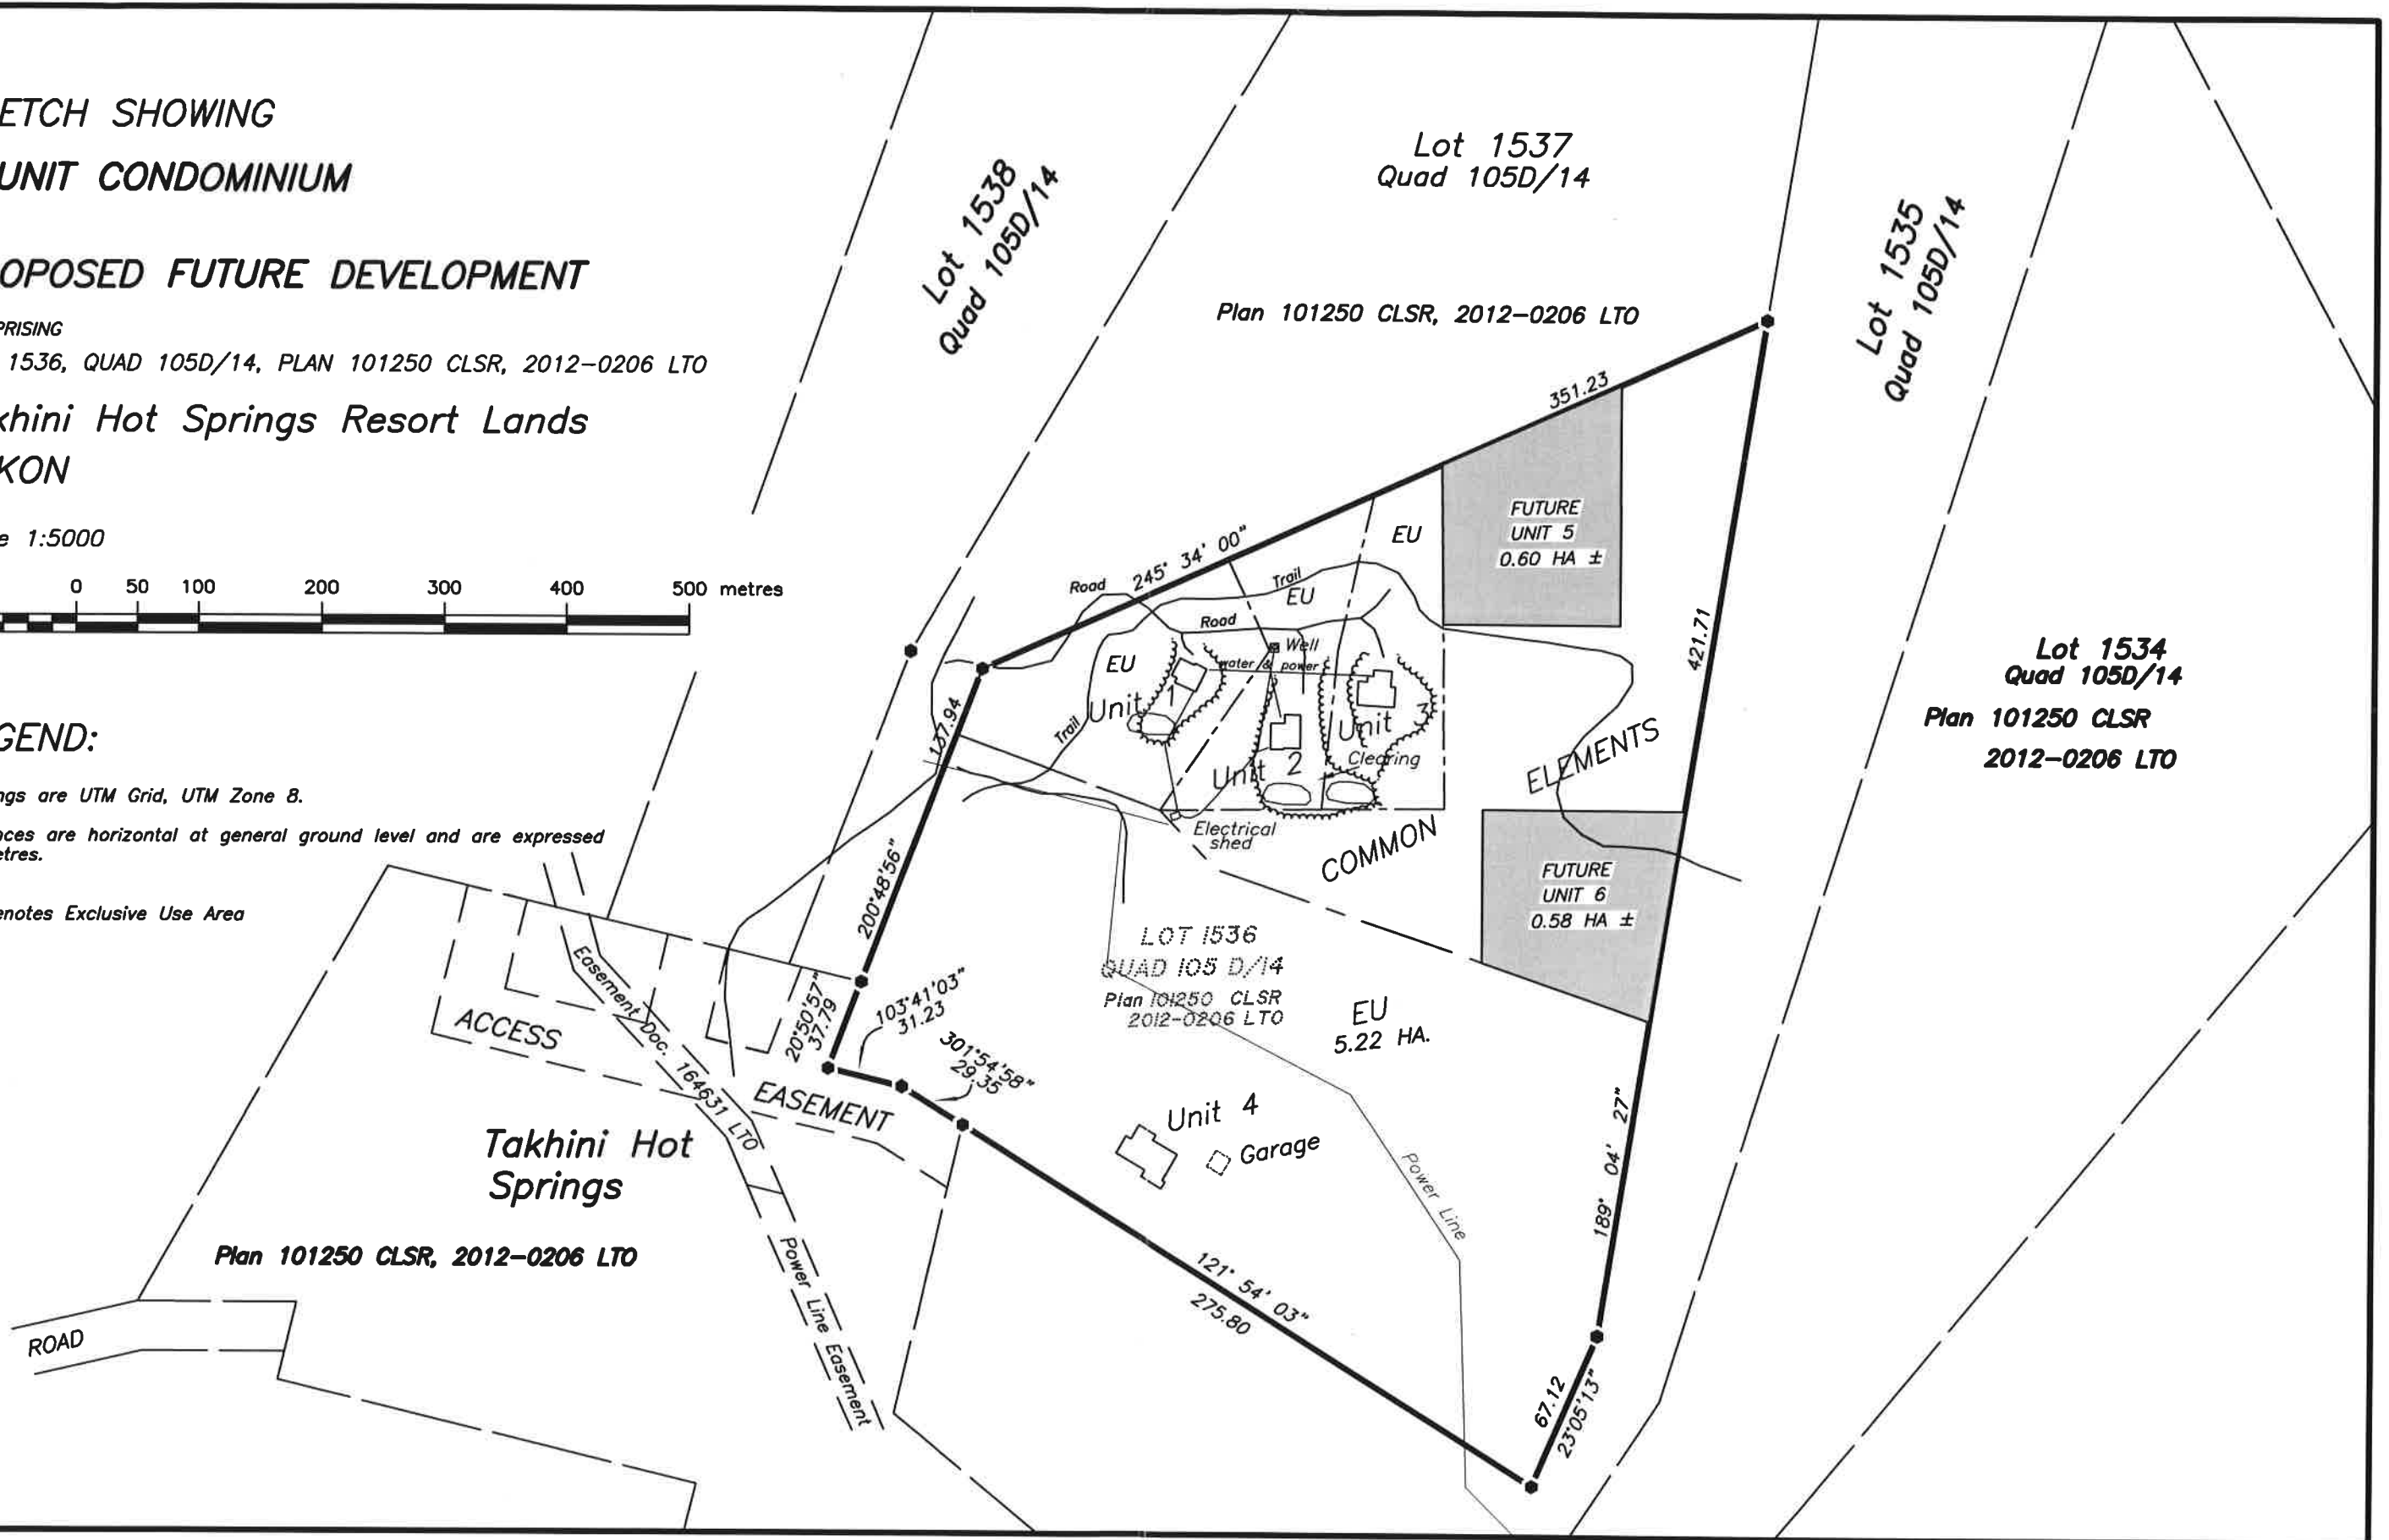 ETCH SHOWING
UNIT CONDOMINIUM
OPOSED FUTURE DEVELOPMENT
PRISING
1536, QUAD 105D/14, PLAN 101250 CLSR, 2012-0206 LTO
khini Hot Springs Resort Lands
KON
e 1:5000
0 50 100 200 300 400 500 metres
GEND:
ngs are UTM Grid, UTM Zone 8.
nces are horizontal at general ground level and are expressed
etres.
enotes Exclusive Use Area
Lot 1538
Quad 105D/14
Lot 1537
Quad 105D/14
Plan 101250 CLSR, 2012-0206 LTO
Lot 1535
Quad 105D/14
Lot 1534
Quad 105D/14
Plan 101250 CLSR
2012-0206 LTO
351.23
245° 34' 00"
FUTURE
UNIT 5
0.60 HA ±
EU
Road
Trail
EU
Road
Well
EU
water & power
Unit 1
Unit 2
Unit 3
Clearing
Trail
137.94
200°48'56"
421.71
ELEMENTS
COMMON
Electrical
shed
FUTURE
UNIT 6
0.58 HA ±
LOT 1536
QUAD 105 D/14
Plan 101250 CLSR
2012-0206 LTO
EU
5.22 HA.
20°50'57"
37.79
103°41'03"
31.23
301°54'58"
29.35
ACCESS
EASEMENT
Easement Doc. 164631 LTO
Unit 4
Garage
Power Line
189° 04' 27"
Takhini Hot
Springs
Plan 101250 CLSR, 2012-0206 LTO
Power Line Easement
121° 54' 03"
275.80
67.12
23°05'13"
ROAD